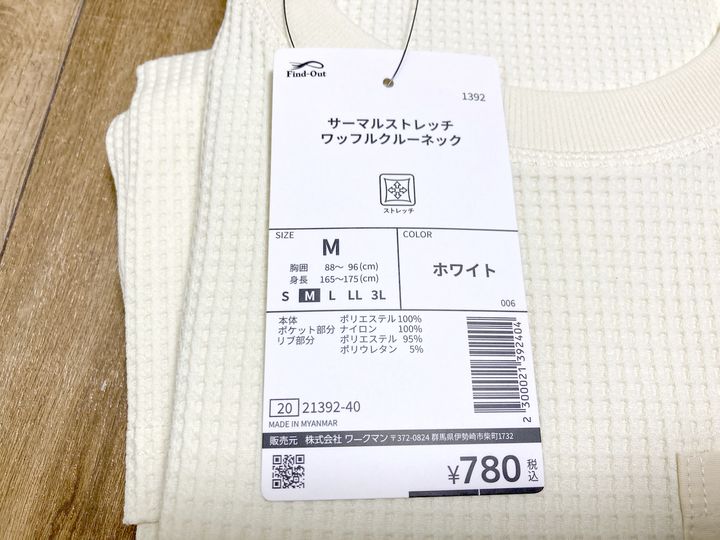 Find-Out
1392
サーマルストレッチ
ワッフルクルーネック
ストレッチ
SIZE
M
胸囲 88〜 96(cm)
身長 165〜175(cm)
S M L LL 3L
COLOR
ホワイト
006
本体 ポリエステル100%
ポケット部分 ナイロン 100%
リブ部分 ポリエステル 95%
ポリウレタン 5%
2300021392404
20 21392-40
MADE IN MYANMAR
販売元 株式会社 ワークマン 〒372-0824 群馬県伊勢崎市柴町1732
¥780税込